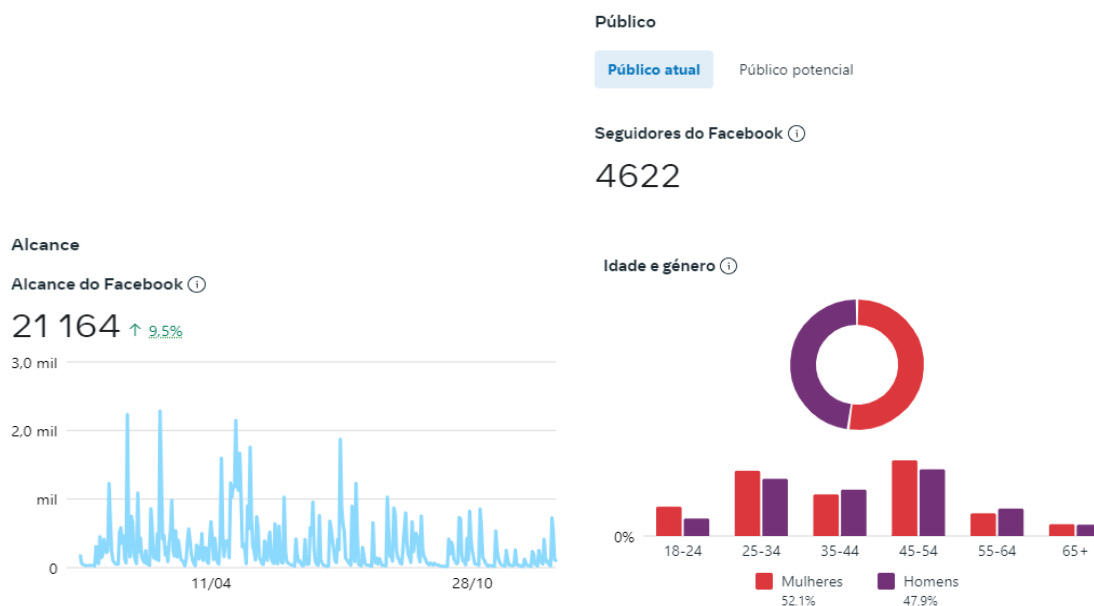 Público
Público atual
Público potencial
Seguidores do Facebook
4622
Alcance
Alcance do Facebook
21 164 ↑ 9,5%
3,0 mil
2,0 mil
mil
0
11/04
28/10
Idade e género
0%
18-24
25-34
35-44
45-54
55-64
65+
Mulheres
52.1%
Homens
47.9%